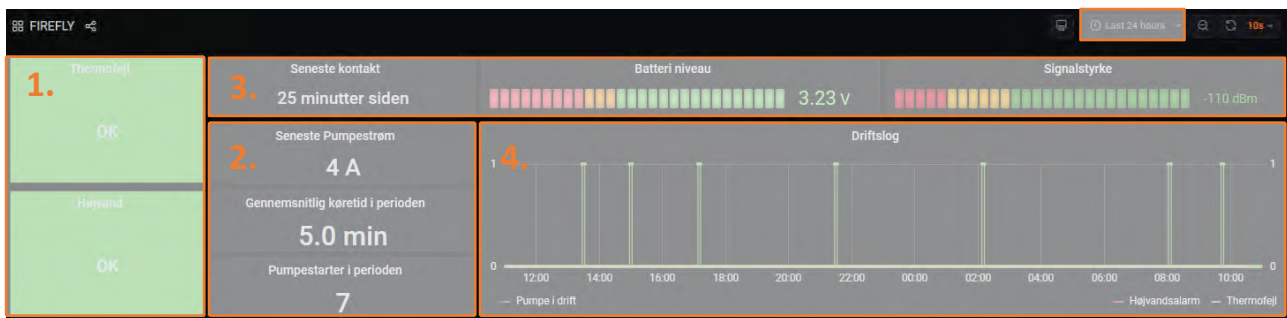 FIREFLY
Last 24 hours
10s
1.
Thermofejl
OK
Højvand
OK
3.
Seneste kontakt
25 minutter siden
Batteri niveau
3.23 V
Signalstyrke
-110 dBm
2.
Seneste Pumpestrøm
4 A
Gennemsnitlig køretid i perioden
5.0 min
Pumpestarter i perioden
7
4.
Driftslog
1 1
0 0
12:00 14:00 16:00 18:00 20:00 22:00 00:00 02:00 04:00 06:00 08:00 10:00
Pumpe i drift Højvandsalarm Thermofejl